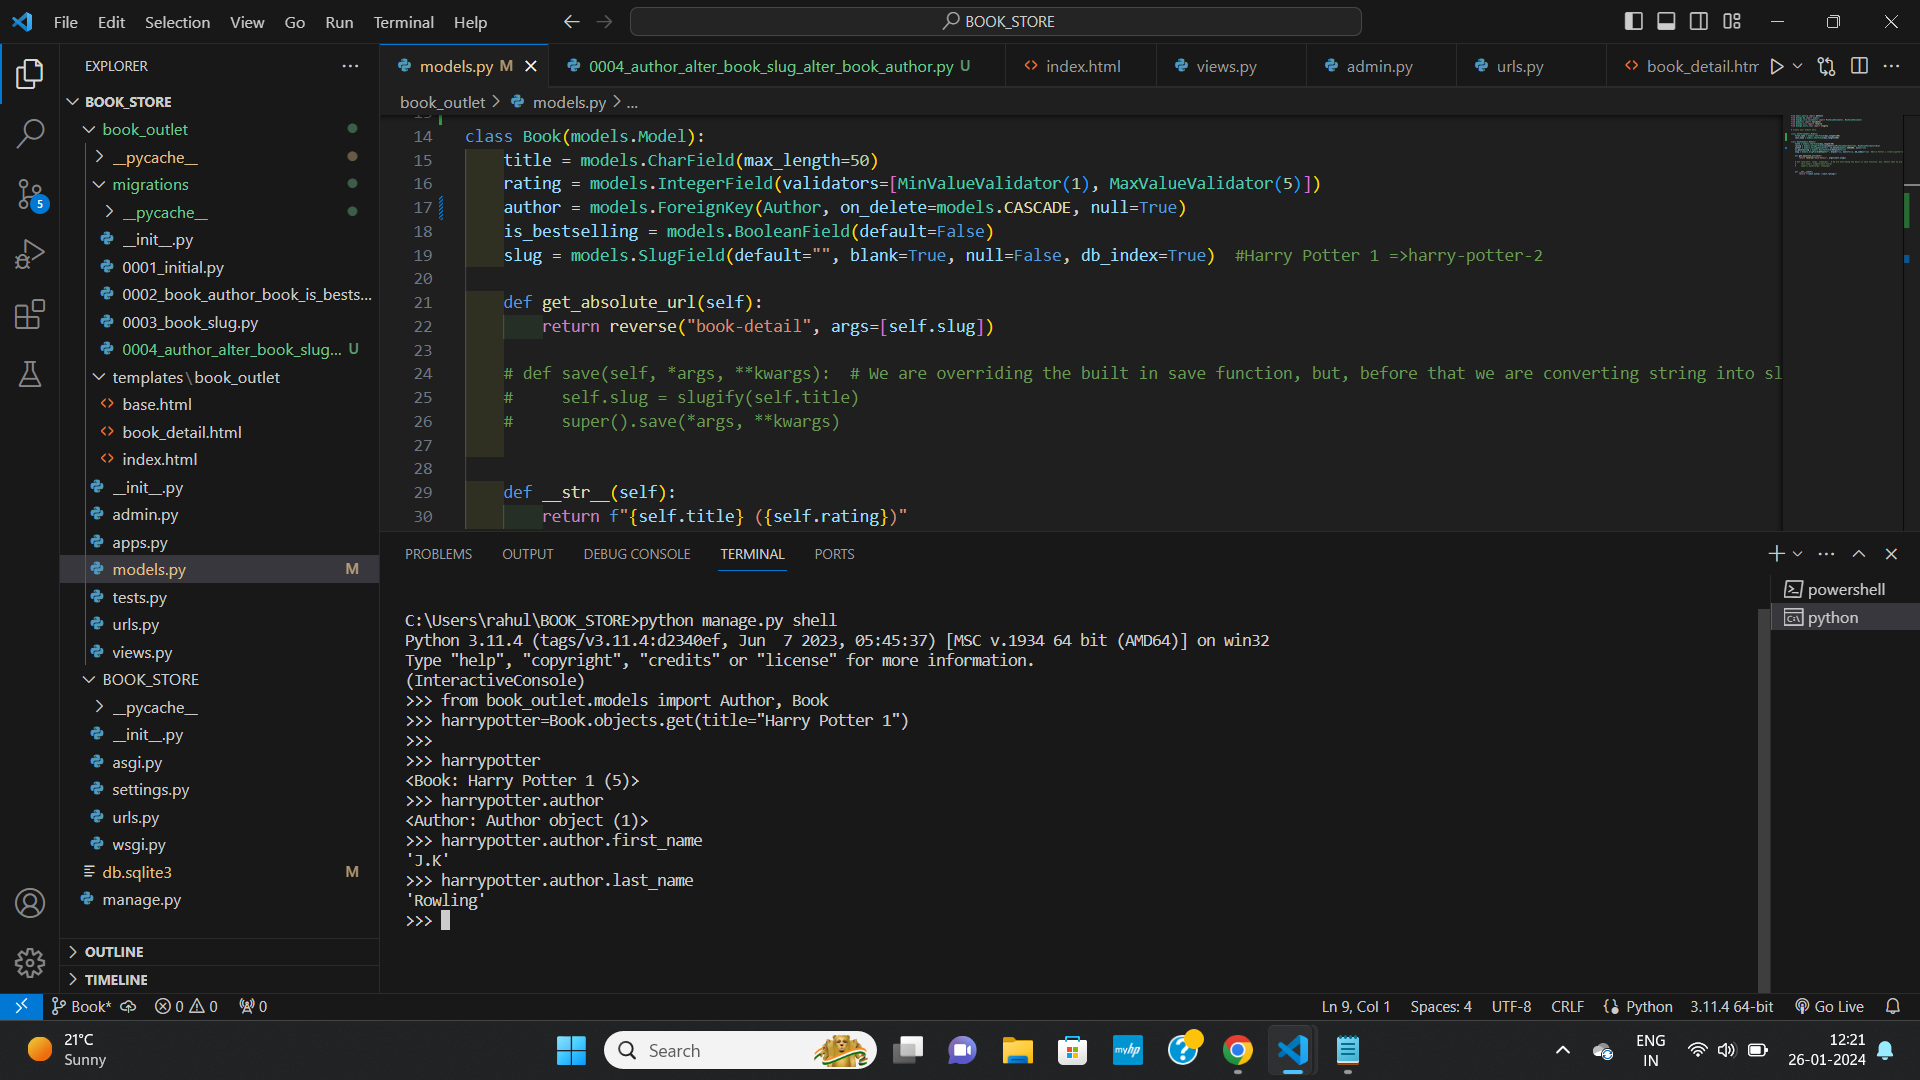 File Edit Selection View Go Run Terminal Help
BOOK_STORE
EXPLORER
BOOK_STORE
book_outlet
__pycache__
migrations
__pycache__
__init__.py
0001_initial.py
0002_book_author_book_is_bests...
0003_book_slug.py
0004_author_alter_book_slug... U
templates\book_outlet
base.html
book_detail.html
index.html
__init__.py
admin.py
apps.py
models.py M
tests.py
urls.py
views.py
BOOK_STORE
__pycache__
__init__.py
asgi.py
settings.py
urls.py
wsgi.py
db.sqlite3 M
manage.py
OUTLINE
TIMELINE
5
models.py M 0004_author_alter_book_slug_alter_book_author.py U index.html views.py admin.py urls.py book_detail.htm
book_outlet > models.py > ...
14 class Book(models.Model):
15 title = models.CharField(max_length=50)
16 rating = models.IntegerField(validators=[MinValueValidator(1), MaxValueValidator(5)])
17 author = models.ForeignKey(Author, on_delete=models.CASCADE, null=True)
18 is_bestselling = models.BooleanField(default=False)
19 slug = models.SlugField(default="", blank=True, null=False, db_index=True) #Harry Potter 1 =>harry-potter-2
20
21 def get_absolute_url(self):
22 return reverse("book-detail", args=[self.slug])
23
24 # def save(self, *args, **kwargs): # We are overriding the built in save function, but, before that we are converting string into sl
25 # self.slug = slugify(self.title)
26 # super().save(*args, **kwargs)
27
28
29 def __str__(self):
30 return f"{self.title} ({self.rating})"
PROBLEMS OUTPUT DEBUG CONSOLE TERMINAL PORTS
powershell
python
C:\Users\rahul\BOOK_STORE>python manage.py shell
Python 3.11.4 (tags/v3.11.4:d2340ef, Jun  7 2023, 05:45:37) [MSC v.1934 64 bit (AMD64)] on win32
Type "help", "copyright", "credits" or "license" for more information.
(InteractiveConsole)
>>> from book_outlet.models import Author, Book
>>> harrypotter=Book.objects.get(title="Harry Potter 1")
>>>
>>> harrypotter
<Book: Harry Potter 1 (5)>
>>> harrypotter.author
<Author: Author object (1)>
>>> harrypotter.author.first_name
'J.K'
>>> harrypotter.author.last_name
'Rowling'
>>>
Book* 0 0 0
Ln 9, Col 1 Spaces: 4 UTF-8 CRLF Python 3.11.4 64-bit Go Live
21°C
Sunny
Search
myhp
ENG
IN
12:21
26-01-2024